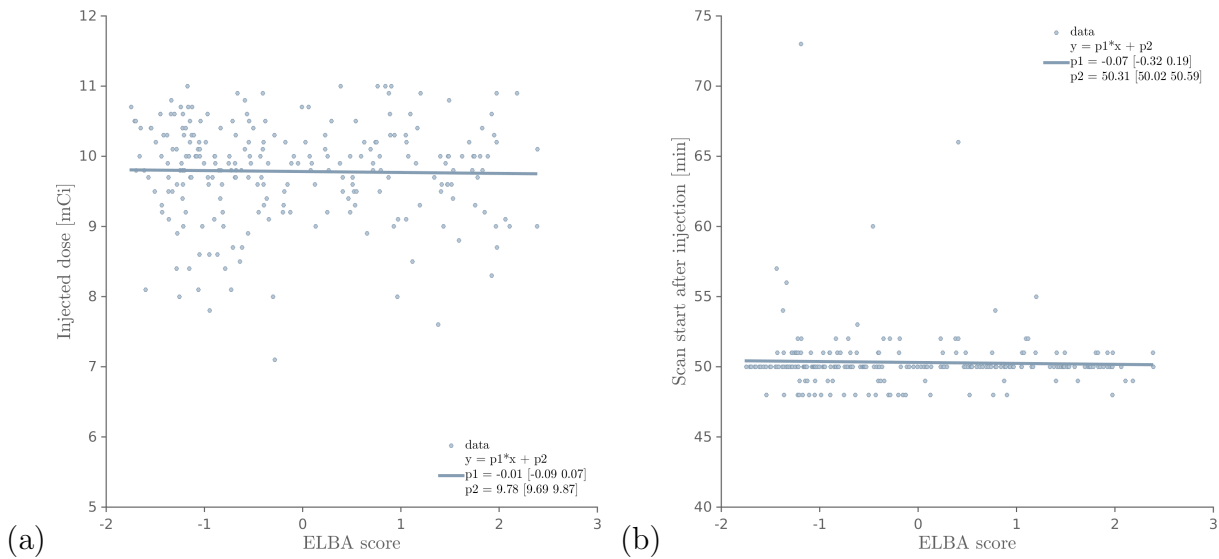 12
11
10
9
8
7
6
5
-2
-1
0
1
2
3
Injected dose [mCi]
ELBA score
data
y = p1*x + p2
p1 = -0.01 [-0.09 0.07]
p2 = 9.78 [9.69 9.87]
(a)
75
70
65
60
55
50
45
40
-2
-1
0
1
2
3
Scan start after injection [min]
ELBA score
data
y = p1*x + p2
p1 = -0.07 [-0.32 0.19]
p2 = 50.31 [50.02 50.59]
(b)